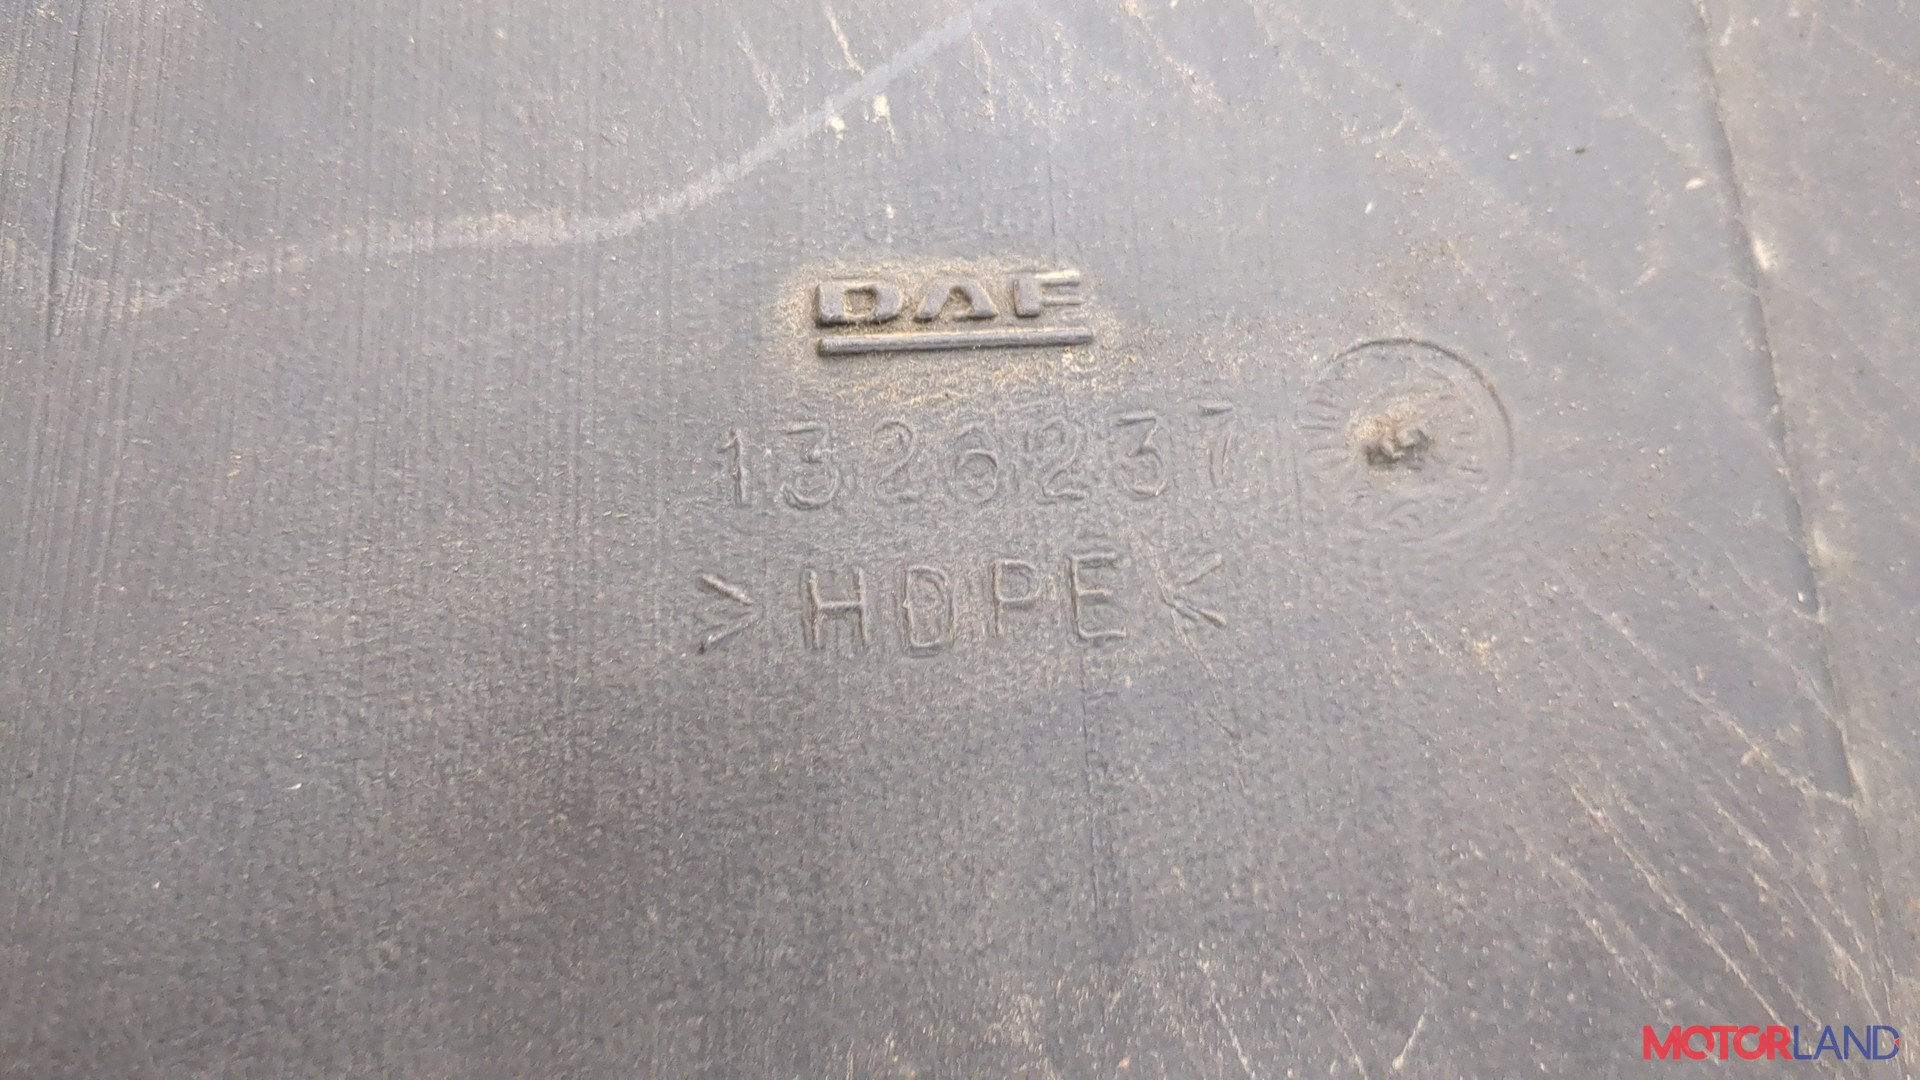 DAF
1326237
>HDPE<
MOTORLAND